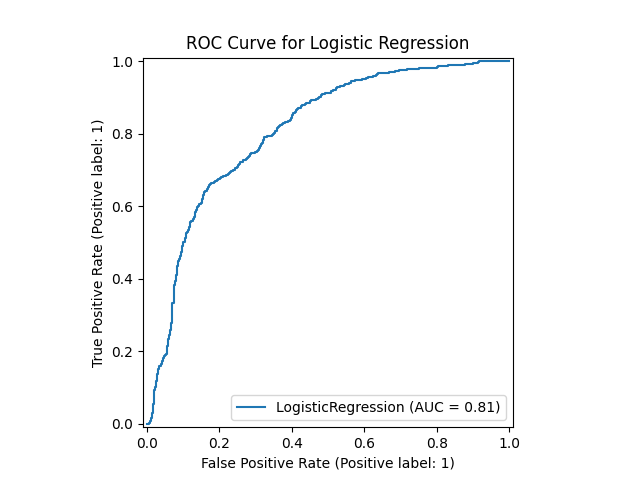 ROC Curve for Logistic Regression
1.0
0.8
0.6
0.4
0.2
0.0
True Positive Rate (Positive label: 1)
LogisticRegression (AUC = 0.81)
0.0 0.2 0.4 0.6 0.8 1.0
False Positive Rate (Positive label: 1)